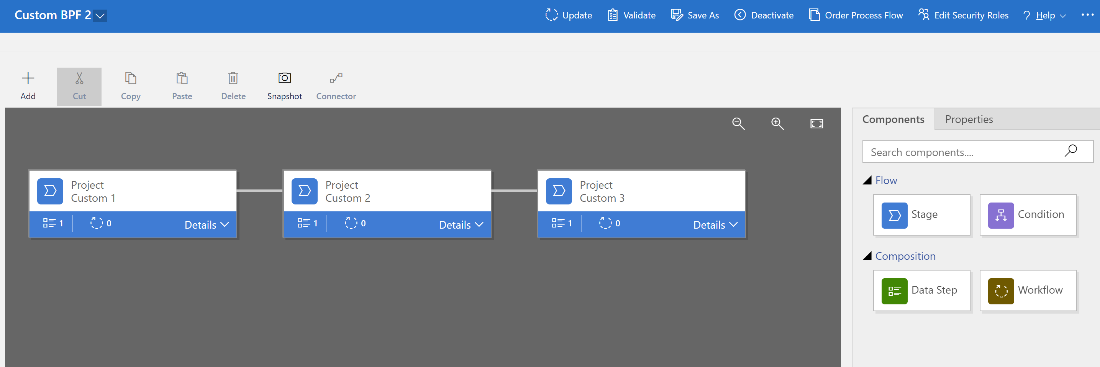 Custom BPF 2
Update Validate Save As Deactivate Order Process Flow Edit Security Roles ? Help ...
Add Cut Copy Paste Delete Snapshot Connector
Components Properties
Search components....
Project
Custom 1
1 0 Details
Project
Custom 2
1 0 Details
Project
Custom 3
1 0 Details
Flow
Stage Condition
Composition
Data Step Workflow